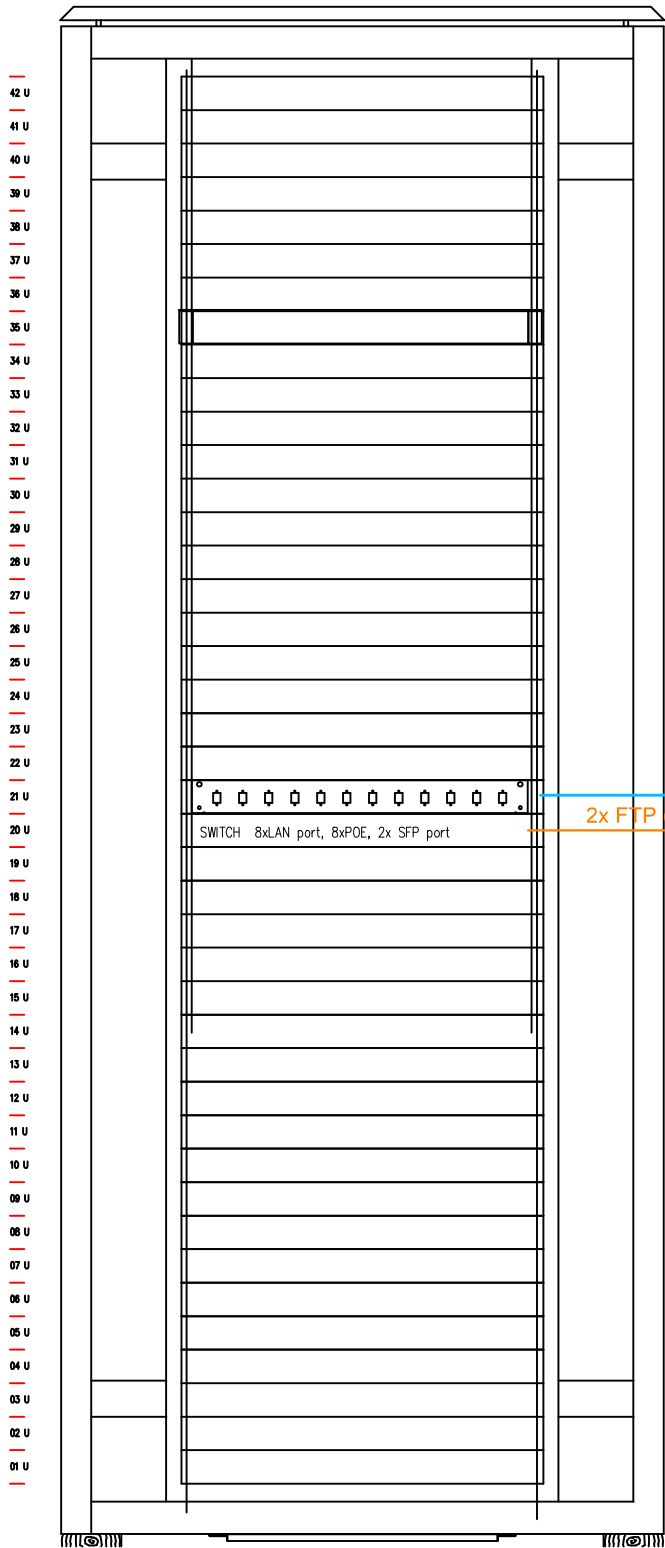 42 U
41 U
40 U
39 U
38 U
37 U
36 U
35 U
34 U
33 U
32 U
31 U
30 U
29 U
28 U
27 U
26 U
25 U
24 U
23 U
22 U
21 U
2x FTP
20 U
SWITCH 8xLAN port, 8xPOE, 2x SFP port
19 U
18 U
17 U
16 U
15 U
14 U
13 U
12 U
11 U
10 U
09 U
08 U
07 U
06 U
05 U
04 U
03 U
02 U
01 U